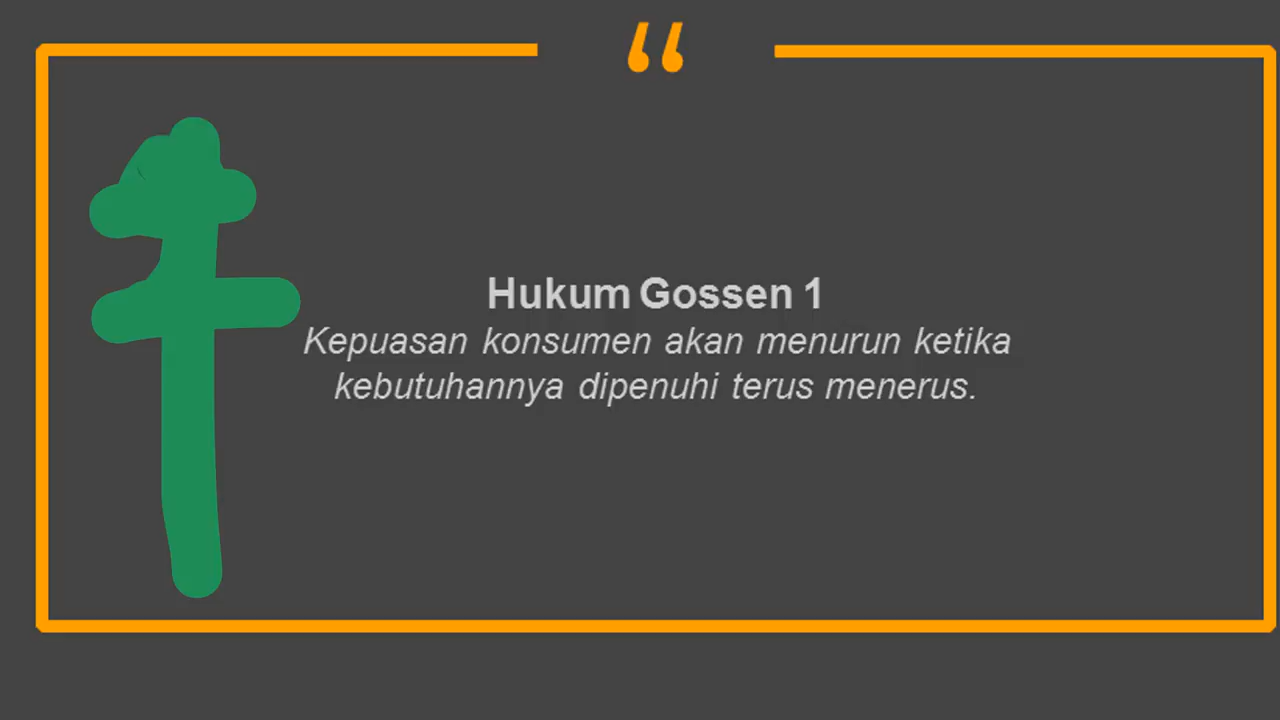 “
Hukum Gossen 1
Kepuasan konsumen akan menurun ketika
kebutuhannya dipenuhi terus menerus.